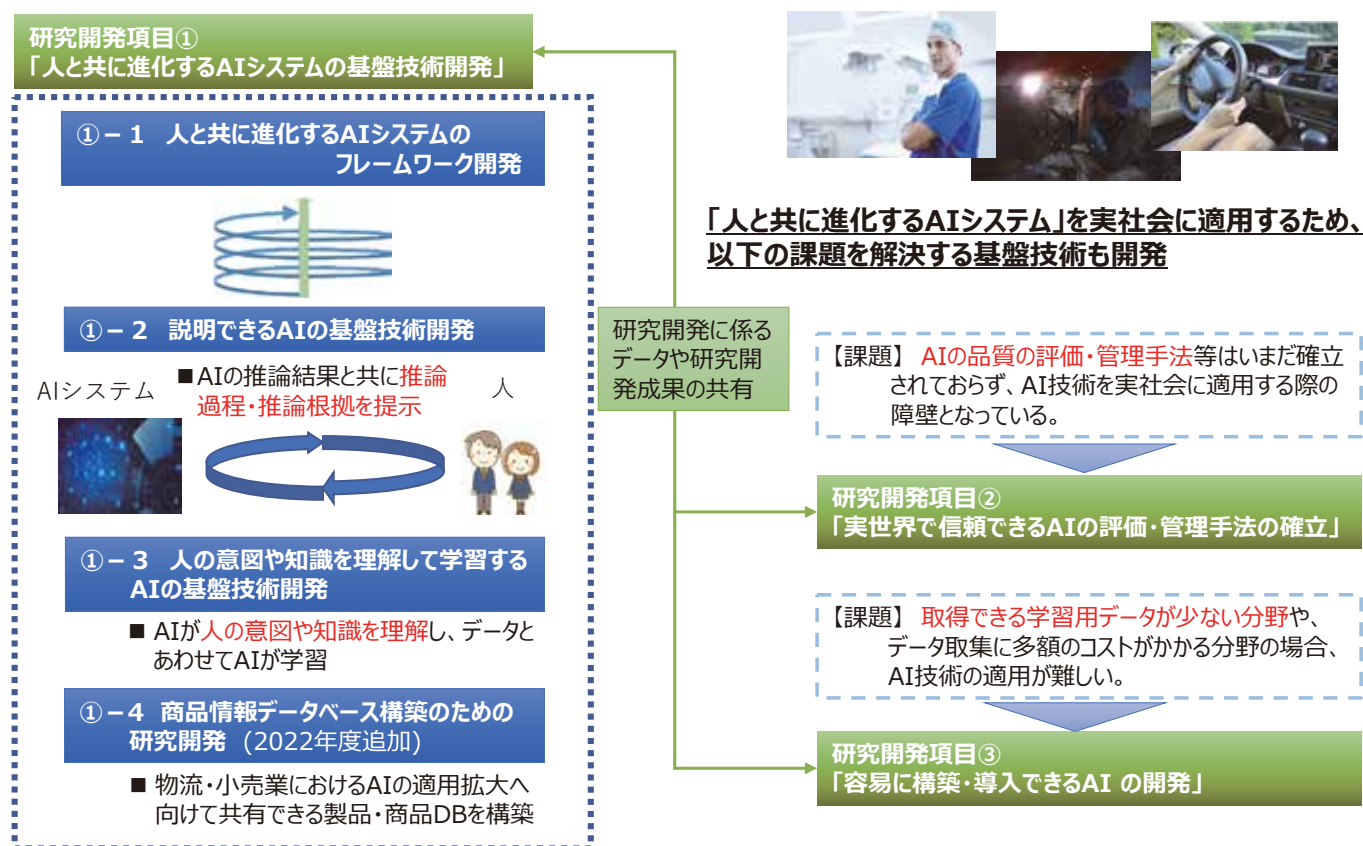 研究開発項目①
「人と共に進化するAIシステムの基盤技術開発」
①－１ 人と共に進化するAIシステムの
フレームワーク開発
①－２ 説明できるAIの基盤技術開発
AIシステム
■AIの推論結果と共に推論
過程・推論根拠を提示
人
①－３ 人の意図や知識を理解して学習する
AIの基盤技術開発
■ AIが人の意図や知識を理解し、データと
あわせてAIが学習
①－４ 商品情報データベース構築のための
研究開発 (2022年度追加)
■ 物流・小売業におけるAIの適用拡大へ
向けて共有できる製品・商品DBを構築
研究開発に係る
データや研究開
発成果の共有
「人と共に進化するAIシステム」を実社会に適用するため、
以下の課題を解決する基盤技術も開発
【課題】 AIの品質の評価・管理手法等はいまだ確立
されておらず、AI技術を実社会に適用する際の
障壁となっている。
研究開発項目②
「実世界で信頼できるAIの評価・管理手法の確立」
【課題】 取得できる学習用データが少ない分野や、
データ収集に多額のコストがかかる分野の場合、
AI技術の適用が難しい。
研究開発項目③
「容易に構築・導入できるAI の開発」